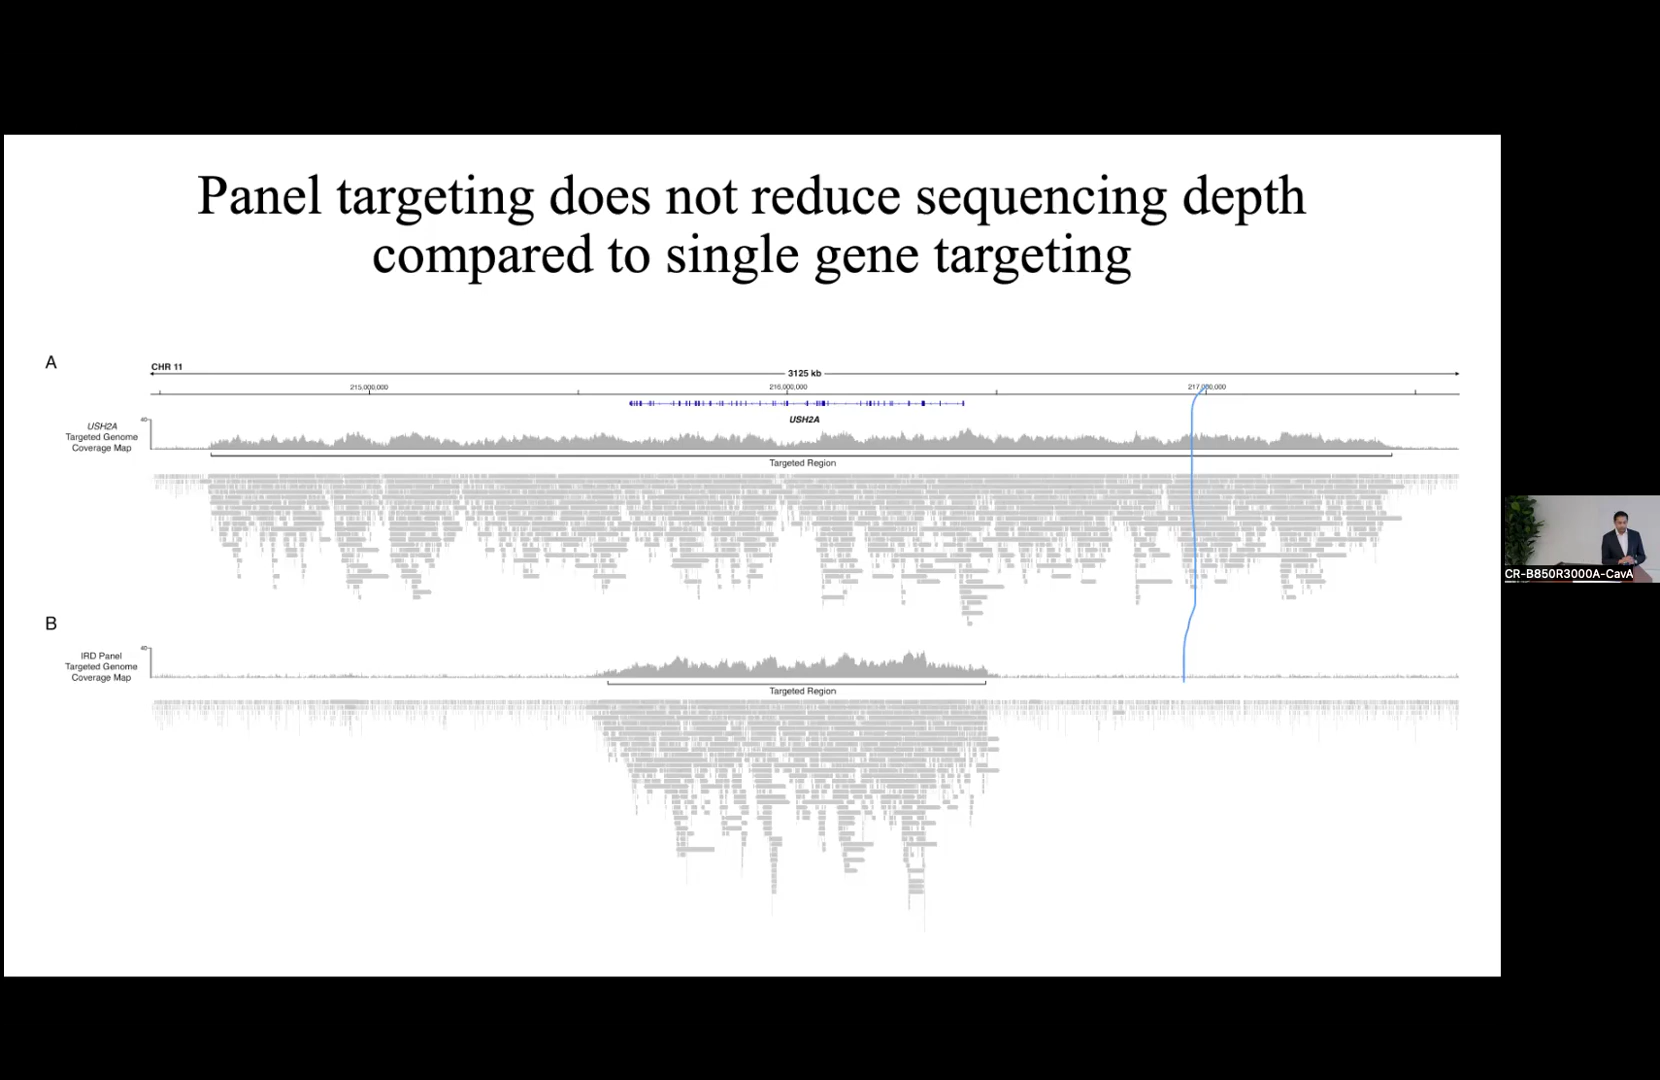 Panel targeting does not reduce sequencing depth
compared to single gene targeting
A
CHR 11
3125 kb
215,000,000
216,000,000
217,000,000
USH2A
40
USH2A
Targeted Genome
Coverage Map
Targeted Region
B
40
IRD Panel
Targeted Genome
Coverage Map
Targeted Region
CR-B850R3000A-CavA